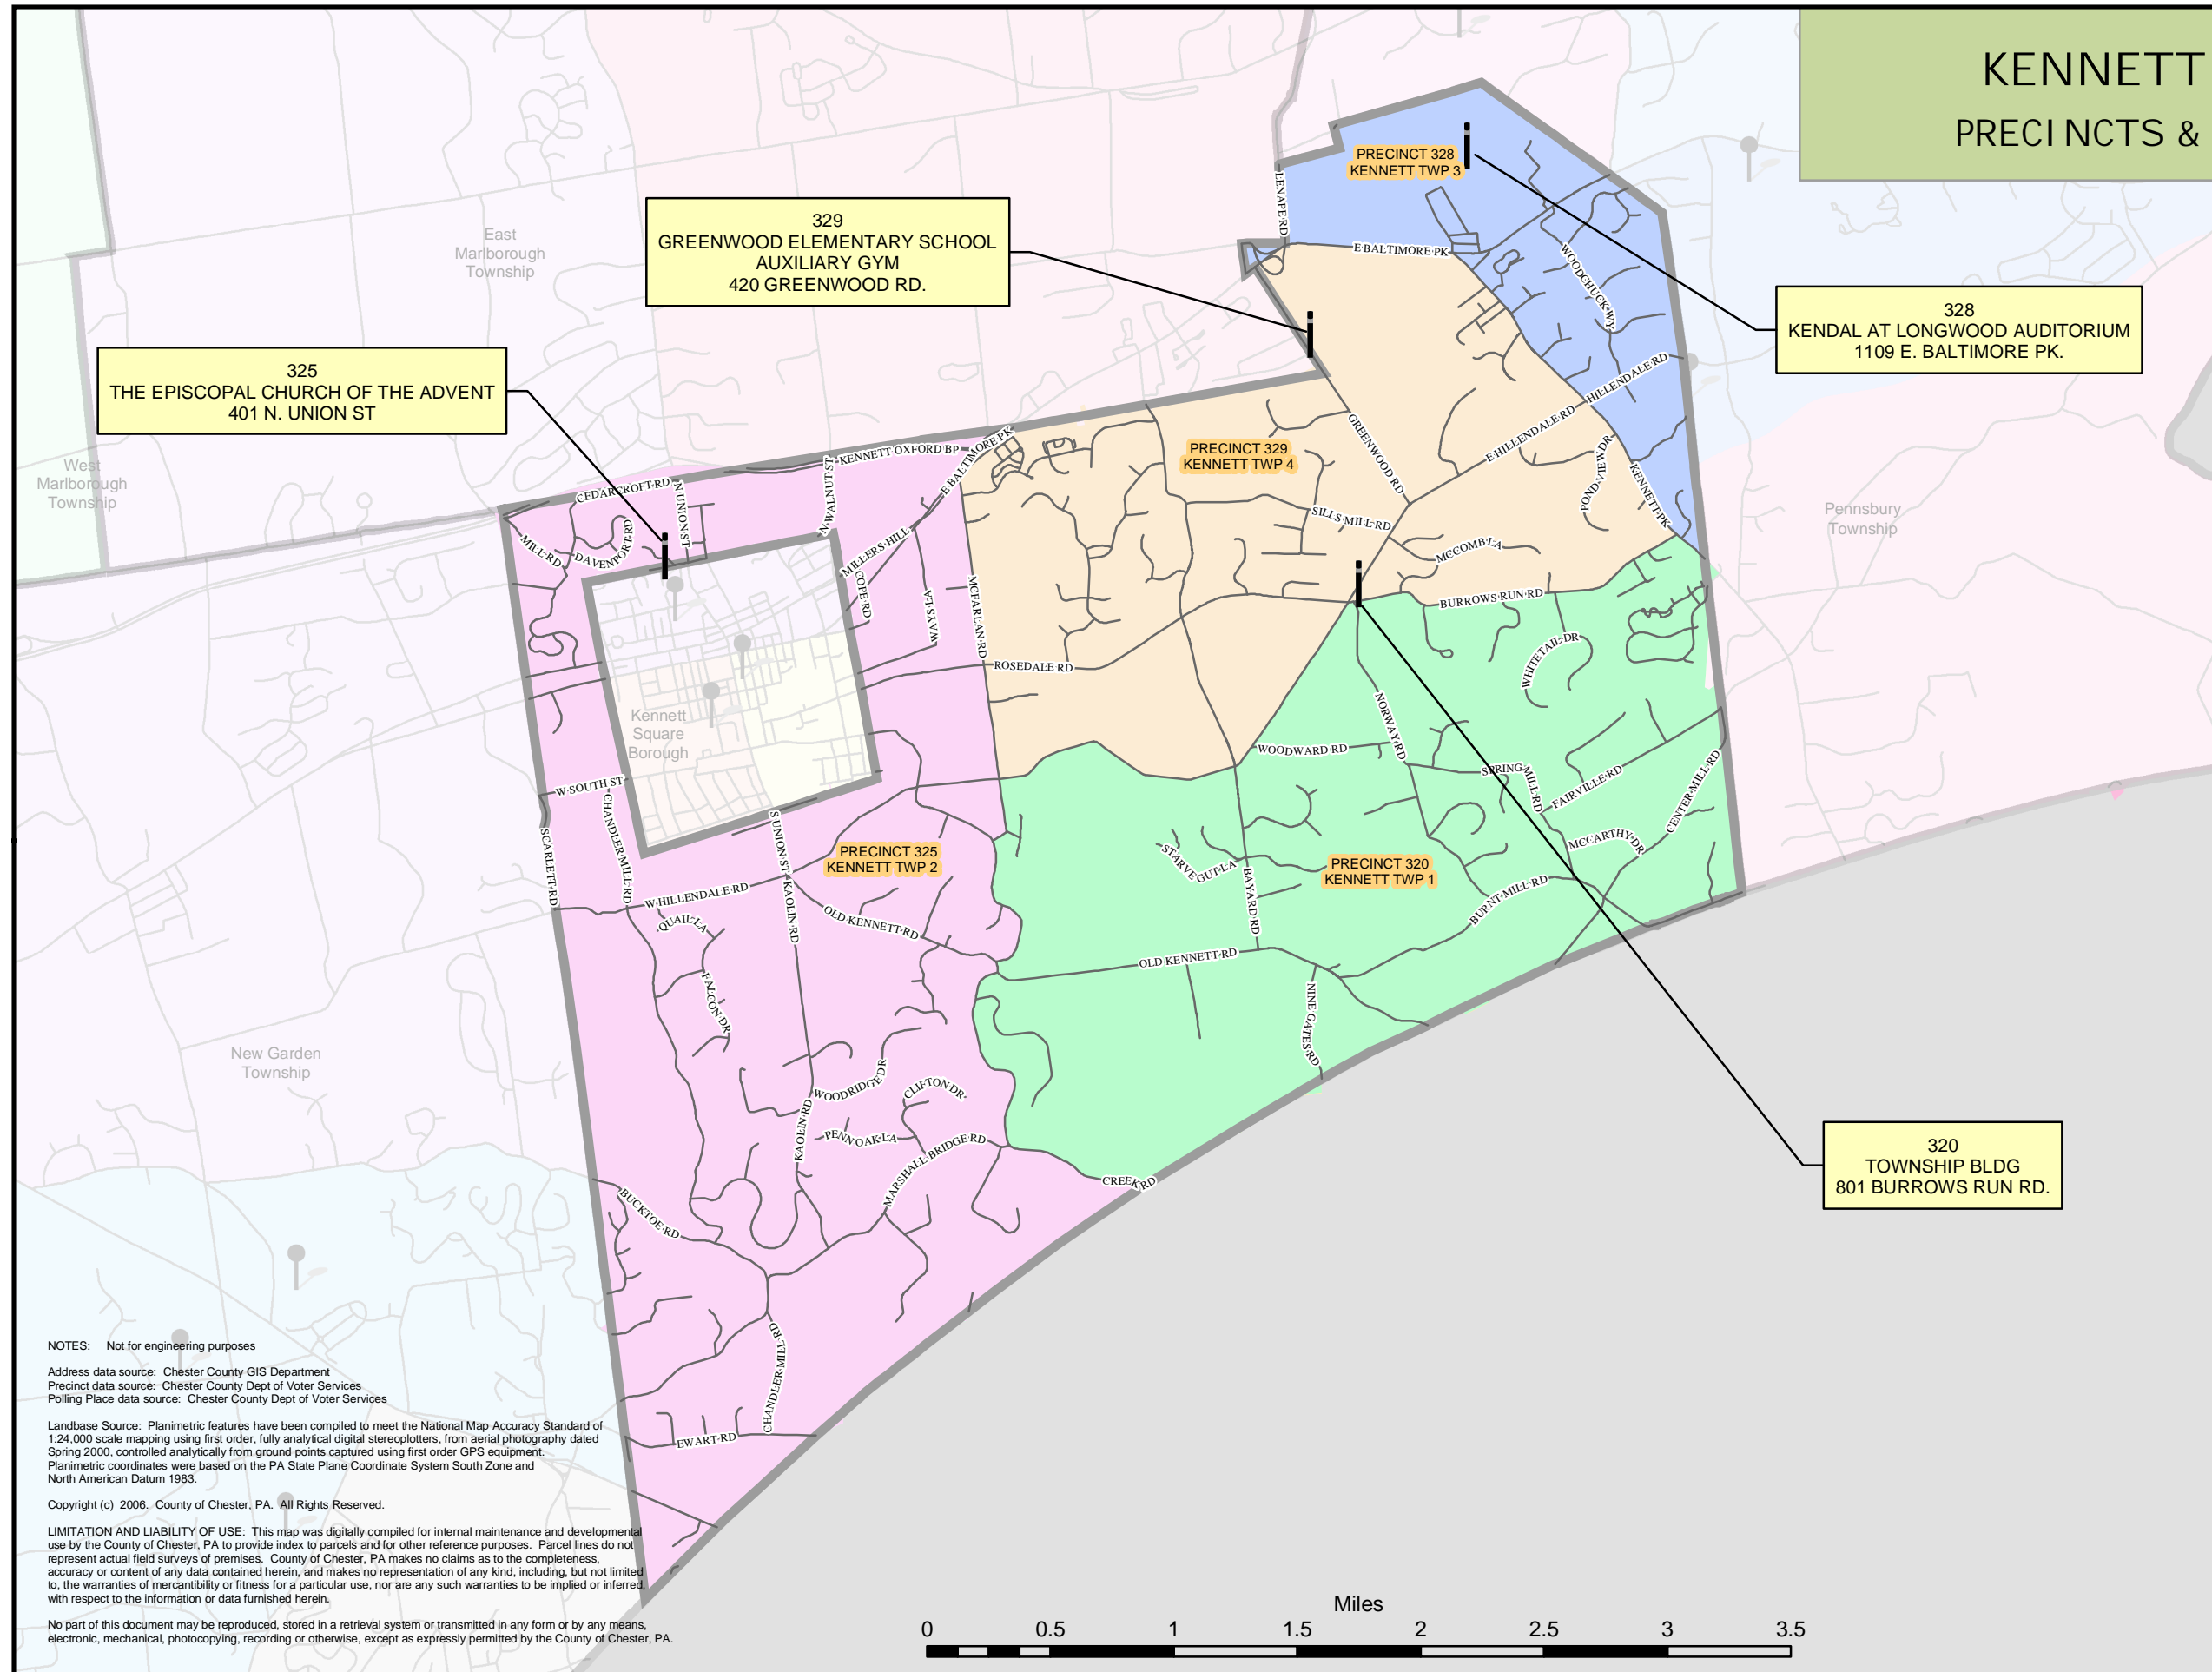 KENNETT
PRECINCTS &
PRECINCT 328
KENNETT TWP 3
LENAPE RD
329
GREENWOOD ELEMENTARY SCHOOL
AUXILIARY GYM
420 GREENWOOD RD.
East
Marlborough
Township
E BALTIMORE PK
WOODCHUCK WY
328
KENDAL AT LONGWOOD AUDITORIUM
1109 E. BALTIMORE PK.
325
THE EPISCOPAL CHURCH OF THE ADVENT
401 N. UNION ST
HILLENDALE RD
E HILLENDALE RD
GREENWOOD RD
PRECINCT 329
KENNETT TWP 4
KENNETT OXFORD BP
E BALTIMORE PK
N WALNUT ST
West
Marlborough
Township
CEDARCROFT RD
N UNION ST
POND VIEW DR
KENNETT PK
SILLS MILL RD
Pennsbury
Township
MILL RD
DAVENPORT RD
MILLERS HILL
MCCOMB LA
COPE RD
WAYS LA
MCFARLAN RD
BURROWS RUN RD
WHITETAIL DR
ROSEDALE RD
Kennett
Square
Borough
NORWAY RD
WOODWARD RD
SPRING MILL RD
FAIRVILLE RD
CENTER MILL RD
W SOUTH ST
CHANDLER MILL RD
SCARLETT RD
S UNION ST
KAOLIN RD
MCCARTHY DR
PRECINCT 325
KENNETT TWP 2
STARVE GUT LA
PRECINCT 320
KENNETT TWP 1
W HILLENDALE RD
BAYARD RD
BURNT MILL RD
QUAIL LA
OLD KENNETT RD
OLD KENNETT RD
FALCON DR
NINE GATES RD
New Garden
Township
WOODRIDGE DR
CLIFTON DR
KAOLIN RD
PENN OAK LA
MARSHALL BRIDGE RD
CREEK RD
320
TOWNSHIP BLDG
801 BURROWS RUN RD.
BUCKTOE RD
CHANDLER MILL RD
EWART RD
NOTES: Not for engineering purposes
Address data source: Chester County GIS Department
Precinct data source: Chester County Dept of Voter Services
Polling Place data source: Chester County Dept of Voter Services
Landbase Source: Planimetric features have been compiled to meet the National Map Accuracy Standard of
1:24,000 scale mapping using first order, fully analytical digital stereoplotters, from aerial photography dated
Spring 2000, controlled analytically from ground points captured using first order GPS equipment.
Planimetric coordinates were based on the PA State Plane Coordinate System South Zone and
North American Datum 1983.
Copyright (c) 2006. County of Chester, PA. All Rights Reserved.
LIMITATION AND LIABILITY OF USE: This map was digitally compiled for internal maintenance and developmental
use by the County of Chester, PA to provide index to parcels and for other reference purposes. Parcel lines do not
represent actual field surveys of premises. County of Chester, PA makes no claims as to the completeness,
accuracy or content of any data contained herein, and makes no representation of any kind, including, but not limited
to, the warranties of mercantibility or fitness for a particular use, nor are any such warranties to be implied or inferred,
with respect to the information or data furnished herein.
No part of this document may be reproduced, stored in a retrieval system or transmitted in any form or by any means,
electronic, mechanical, photocopying, recording or otherwise, except as expressly permitted by the County of Chester, PA.
Miles
0 0.5 1 1.5 2 2.5 3 3.5